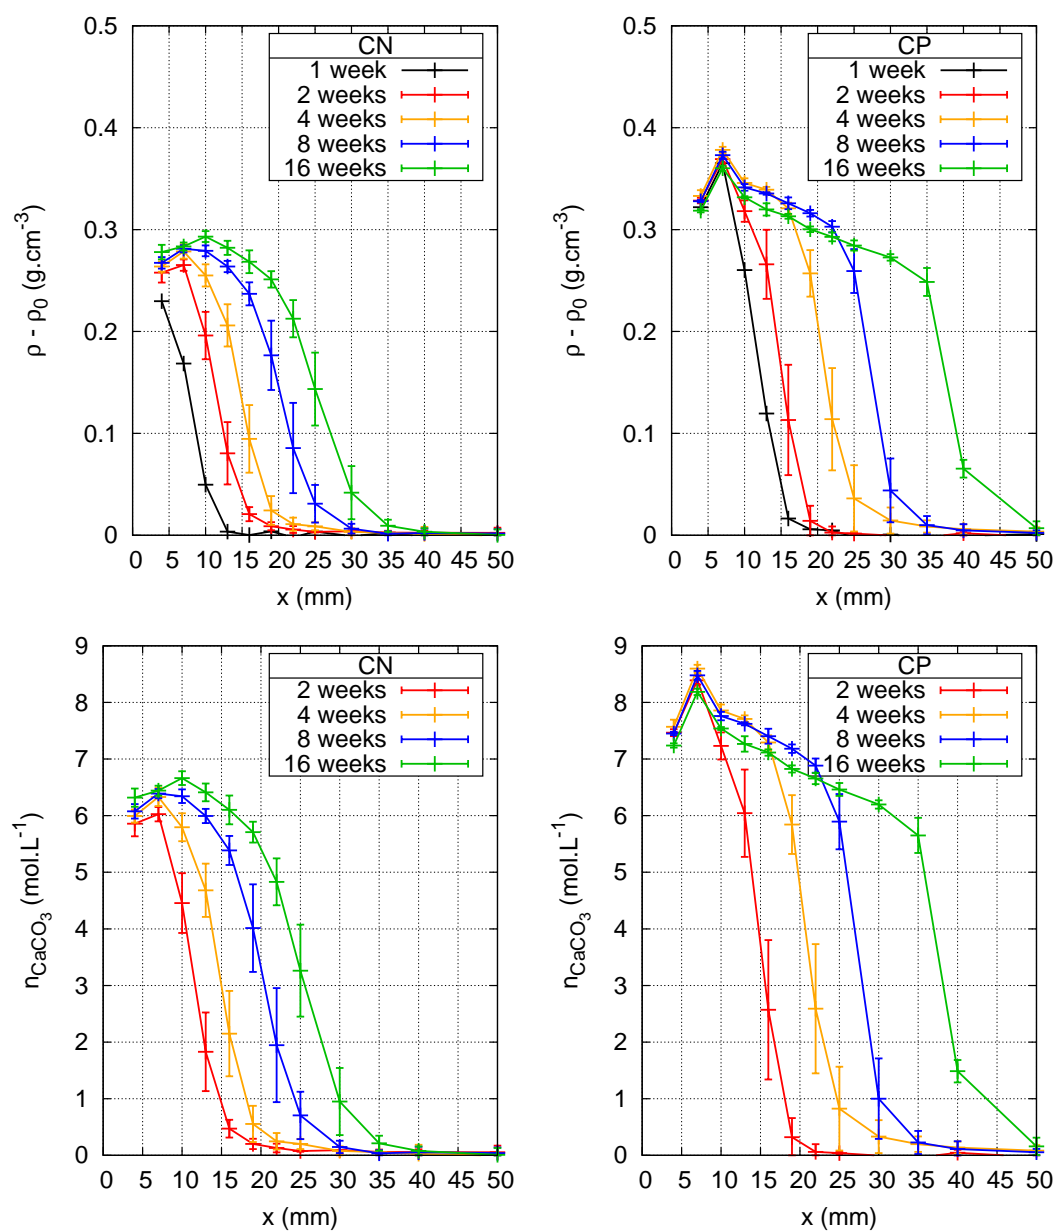 0.5
0.4
0.3
0.2
0.1
0
ρ - ρ0 (g.cm-3)
CN
1 week
2 weeks
4 weeks
8 weeks
16 weeks
0 5 10 15 20 25 30 35 40 45 50
x (mm)
0.5
0.4
0.3
0.2
0.1
0
ρ - ρ0 (g.cm-3)
CP
1 week
2 weeks
4 weeks
8 weeks
16 weeks
0 5 10 15 20 25 30 35 40 45 50
x (mm)
9
8
7
6
5
4
3
2
1
0
nCaCO3 (mol.L-1)
CN
2 weeks
4 weeks
8 weeks
16 weeks
0 5 10 15 20 25 30 35 40 45 50
x (mm)
9
8
7
6
5
4
3
2
1
0
nCaCO3 (mol.L-1)
CP
2 weeks
4 weeks
8 weeks
16 weeks
0 5 10 15 20 25 30 35 40 45 50
x (mm)